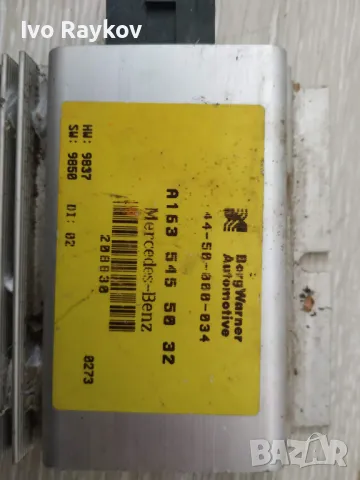 Ivo Raykov
BorgWarner
Automotive
44-50-000-034
A163 545 50 32
Mercedes-Benz
208830
HW: 9837
SW: 9850
DI: 02
0273
BAZAR